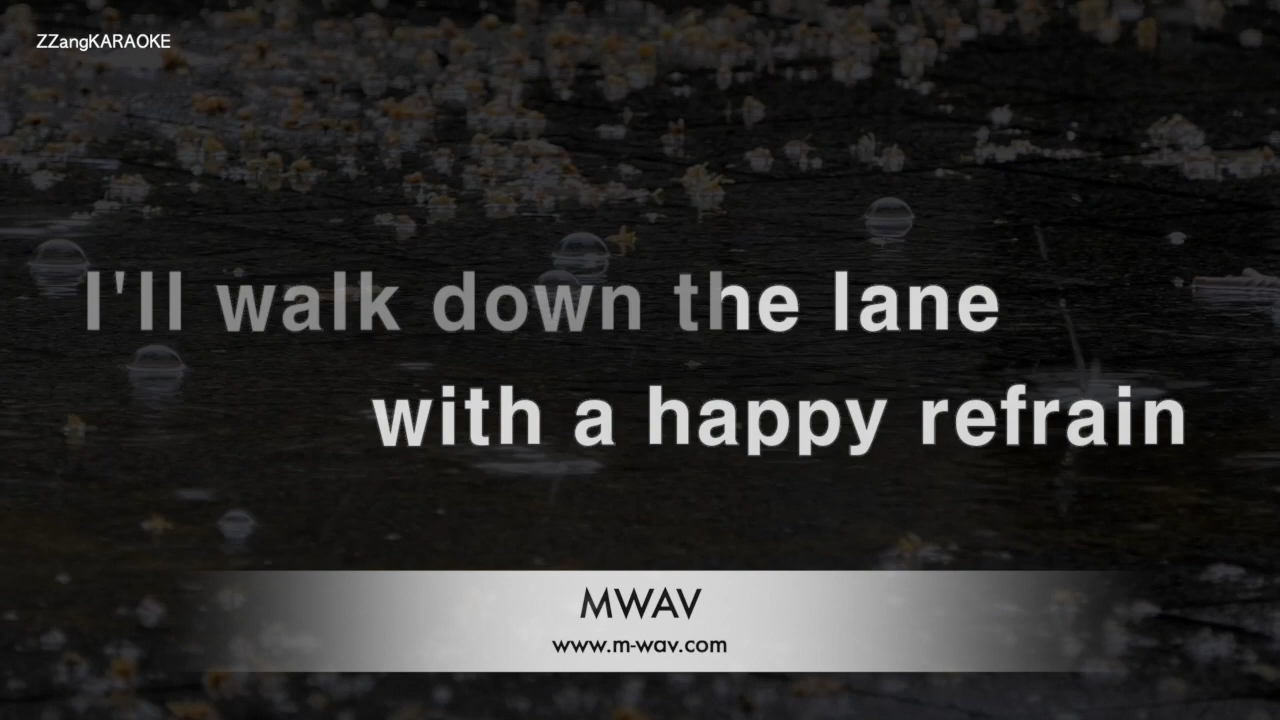 ZZangKARAOKE
I'll walk down the lane
with a happy refrain
MWAV
www.m-wav.com